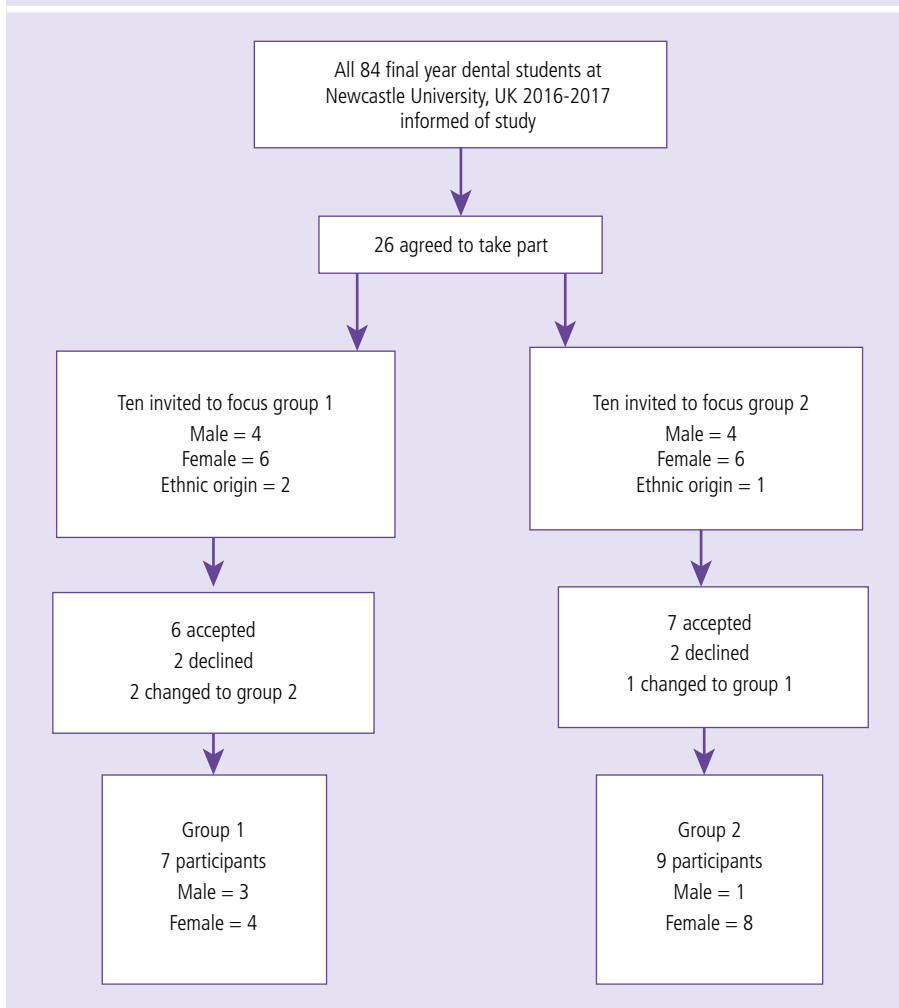 All 84 final year dental students at
Newcastle University, UK 2016-2017
informed of study
26 agreed to take part
Ten invited to focus group 1
Male = 4
Female = 6
Ethnic origin = 2
Ten invited to focus group 2
Male = 4
Female = 6
Ethnic origin = 1
6 accepted
2 declined
2 changed to group 2
7 accepted
2 declined
1 changed to group 1
Group 1
7 participants
Male = 3
Female = 4
Group 2
9 participants
Male = 1
Female = 8